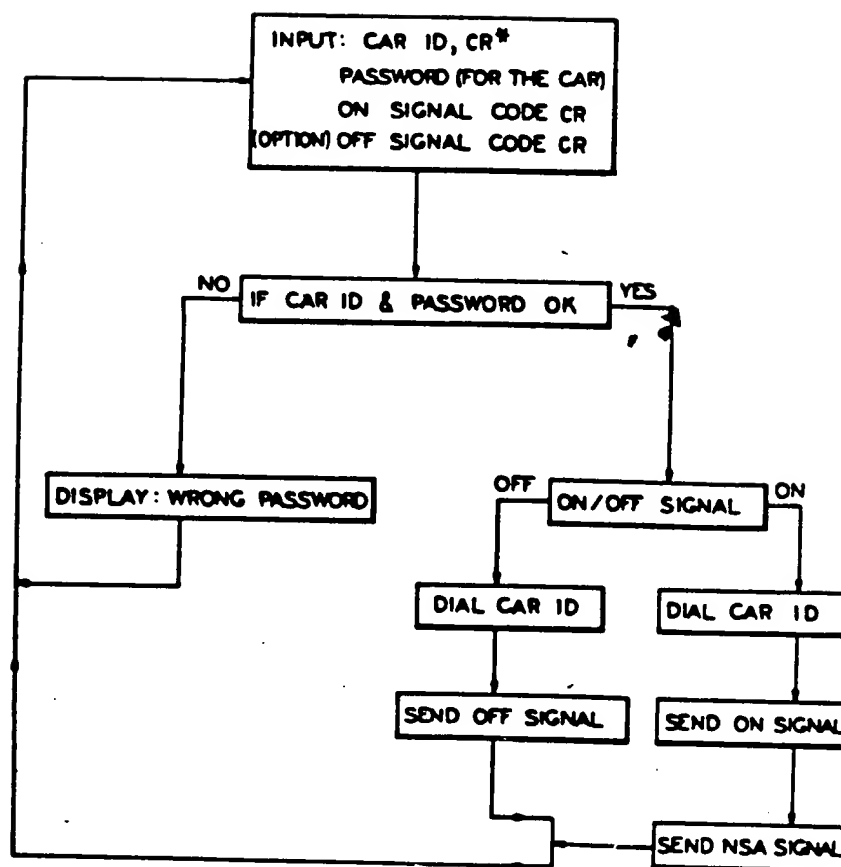 INPUT: CAR ID, CR*
PASSWORD (FOR THE CAR)
ON SIGNAL CODE CR
(OPTION) OFF SIGNAL CODE CR
NO
IF CAR ID & PASSWORD OK
YES
DISPLAY: WRONG PASSWORD
OFF
ON/OFF SIGNAL
ON
DIAL CAR ID
DIAL CAR ID
SEND OFF SIGNAL
SEND ON SIGNAL
SEND NSA SIGNAL